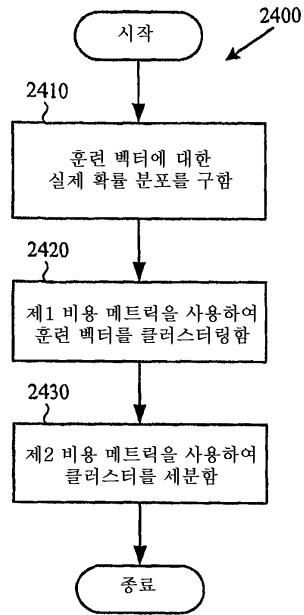 시작
2400
2410
훈련 벡터에 대한
실제 확률 분포를 구함
2420
제1 비용 메트릭을 사용하여
훈련 벡터를 클러스터링함
2430
제2 비용 메트릭을 사용하여
클러스터를 세분함
종료